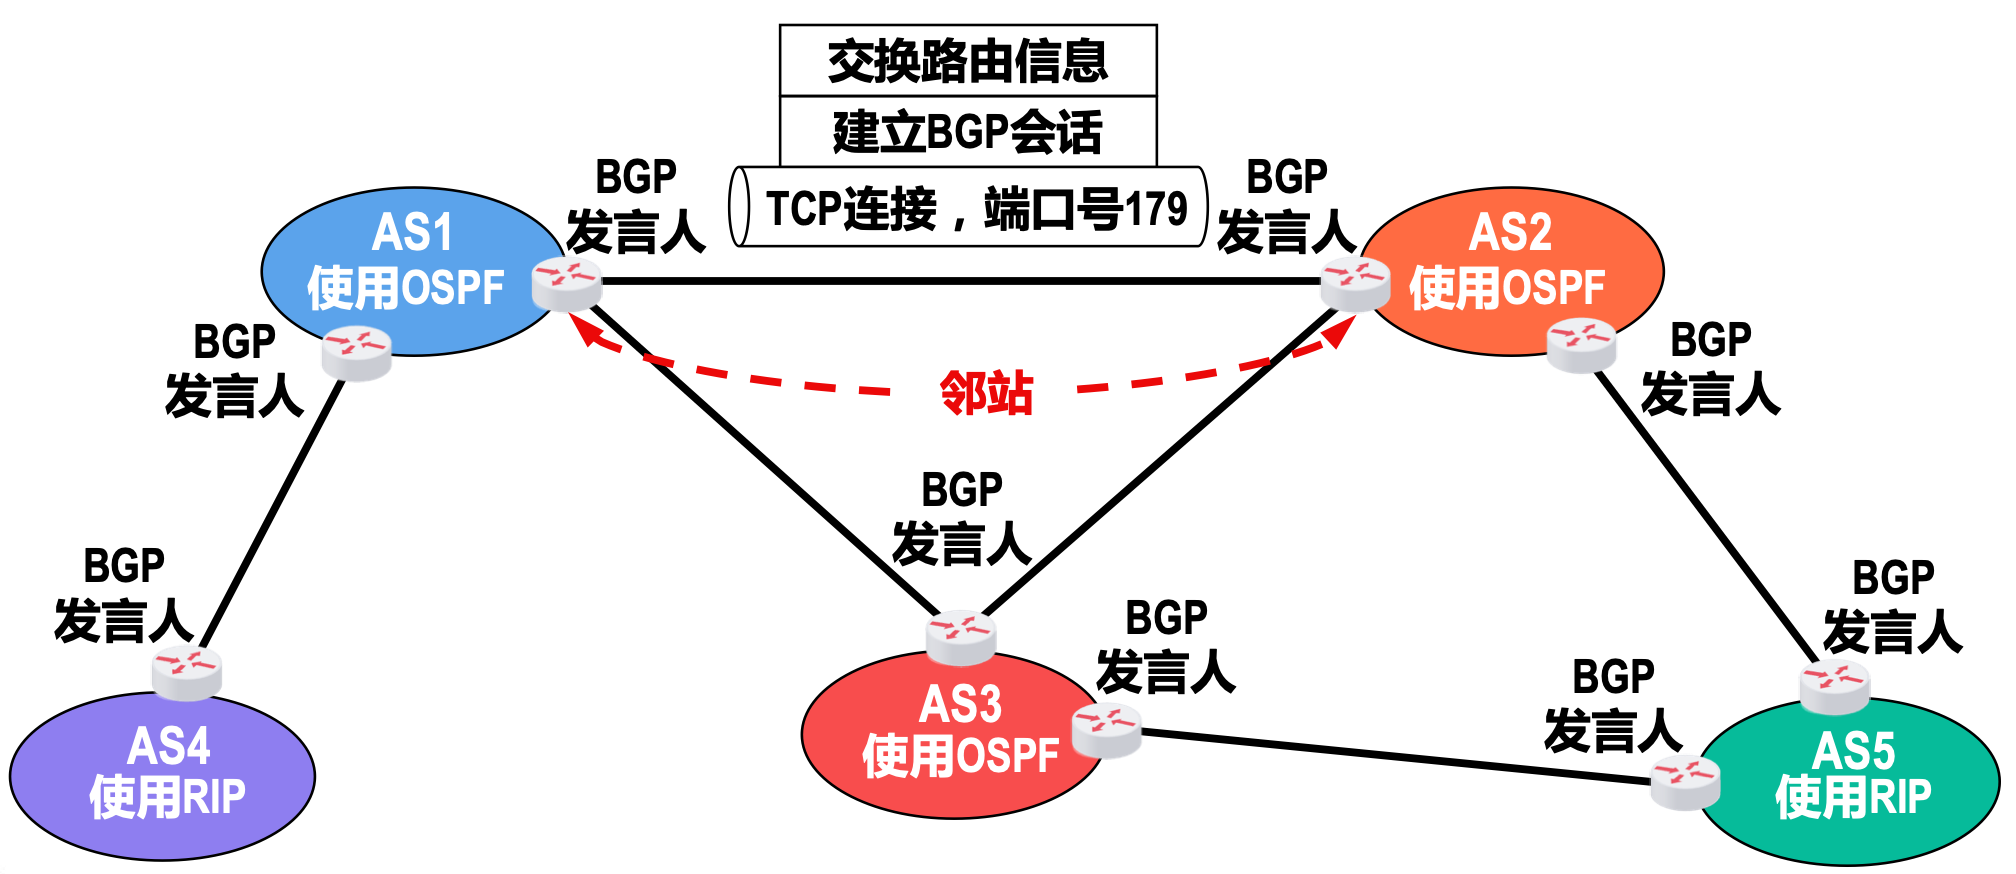 交换路由信息
建立BGP会话
TCP连接，端口号179
BGP
发言人
BGP
发言人
AS1
使用OSPF
AS2
使用OSPF
BGP
发言人
BGP
发言人
邻站
BGP
发言人
BGP
发言人
BGP
发言人
BGP
发言人
BGP
发言人
AS4
使用RIP
AS3
使用OSPF
AS5
使用RIP